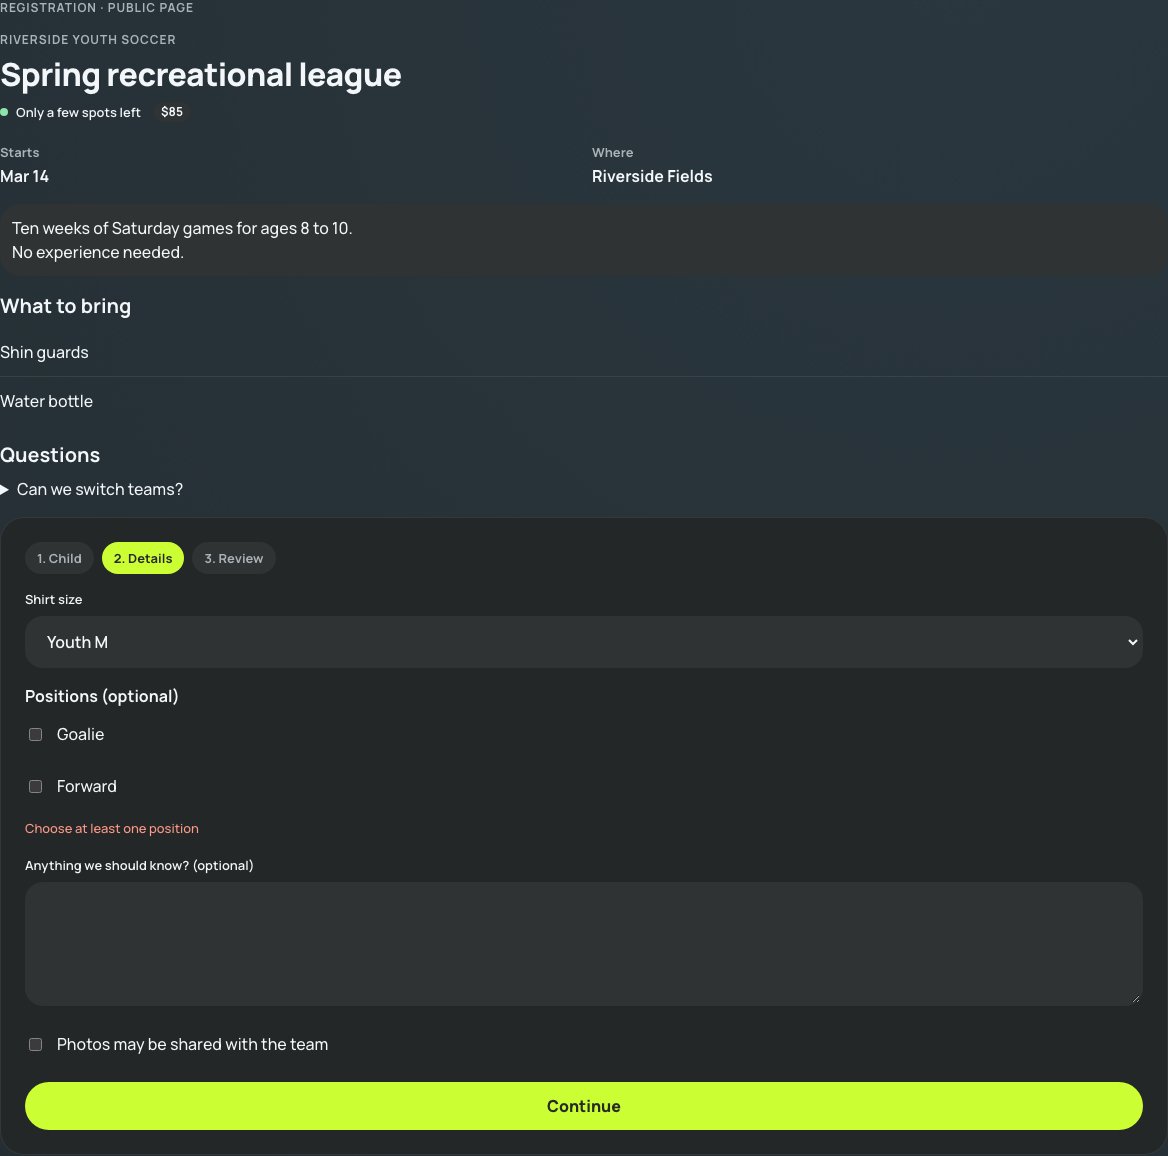 REGISTRATION · PUBLIC PAGE
RIVERSIDE YOUTH SOCCER
Spring recreational league
Only a few spots left $85
Starts Where
Mar 14 Riverside Fields
Ten weeks of Saturday games for ages 8 to 10.
No experience needed.
What to bring
Shin guards
Water bottle
Questions
Can we switch teams?
1. Child 2. Details 3. Review
Shirt size
Youth M
Positions (optional)
Goalie
Forward
Choose at least one position
Anything we should know? (optional)
Photos may be shared with the team
Continue